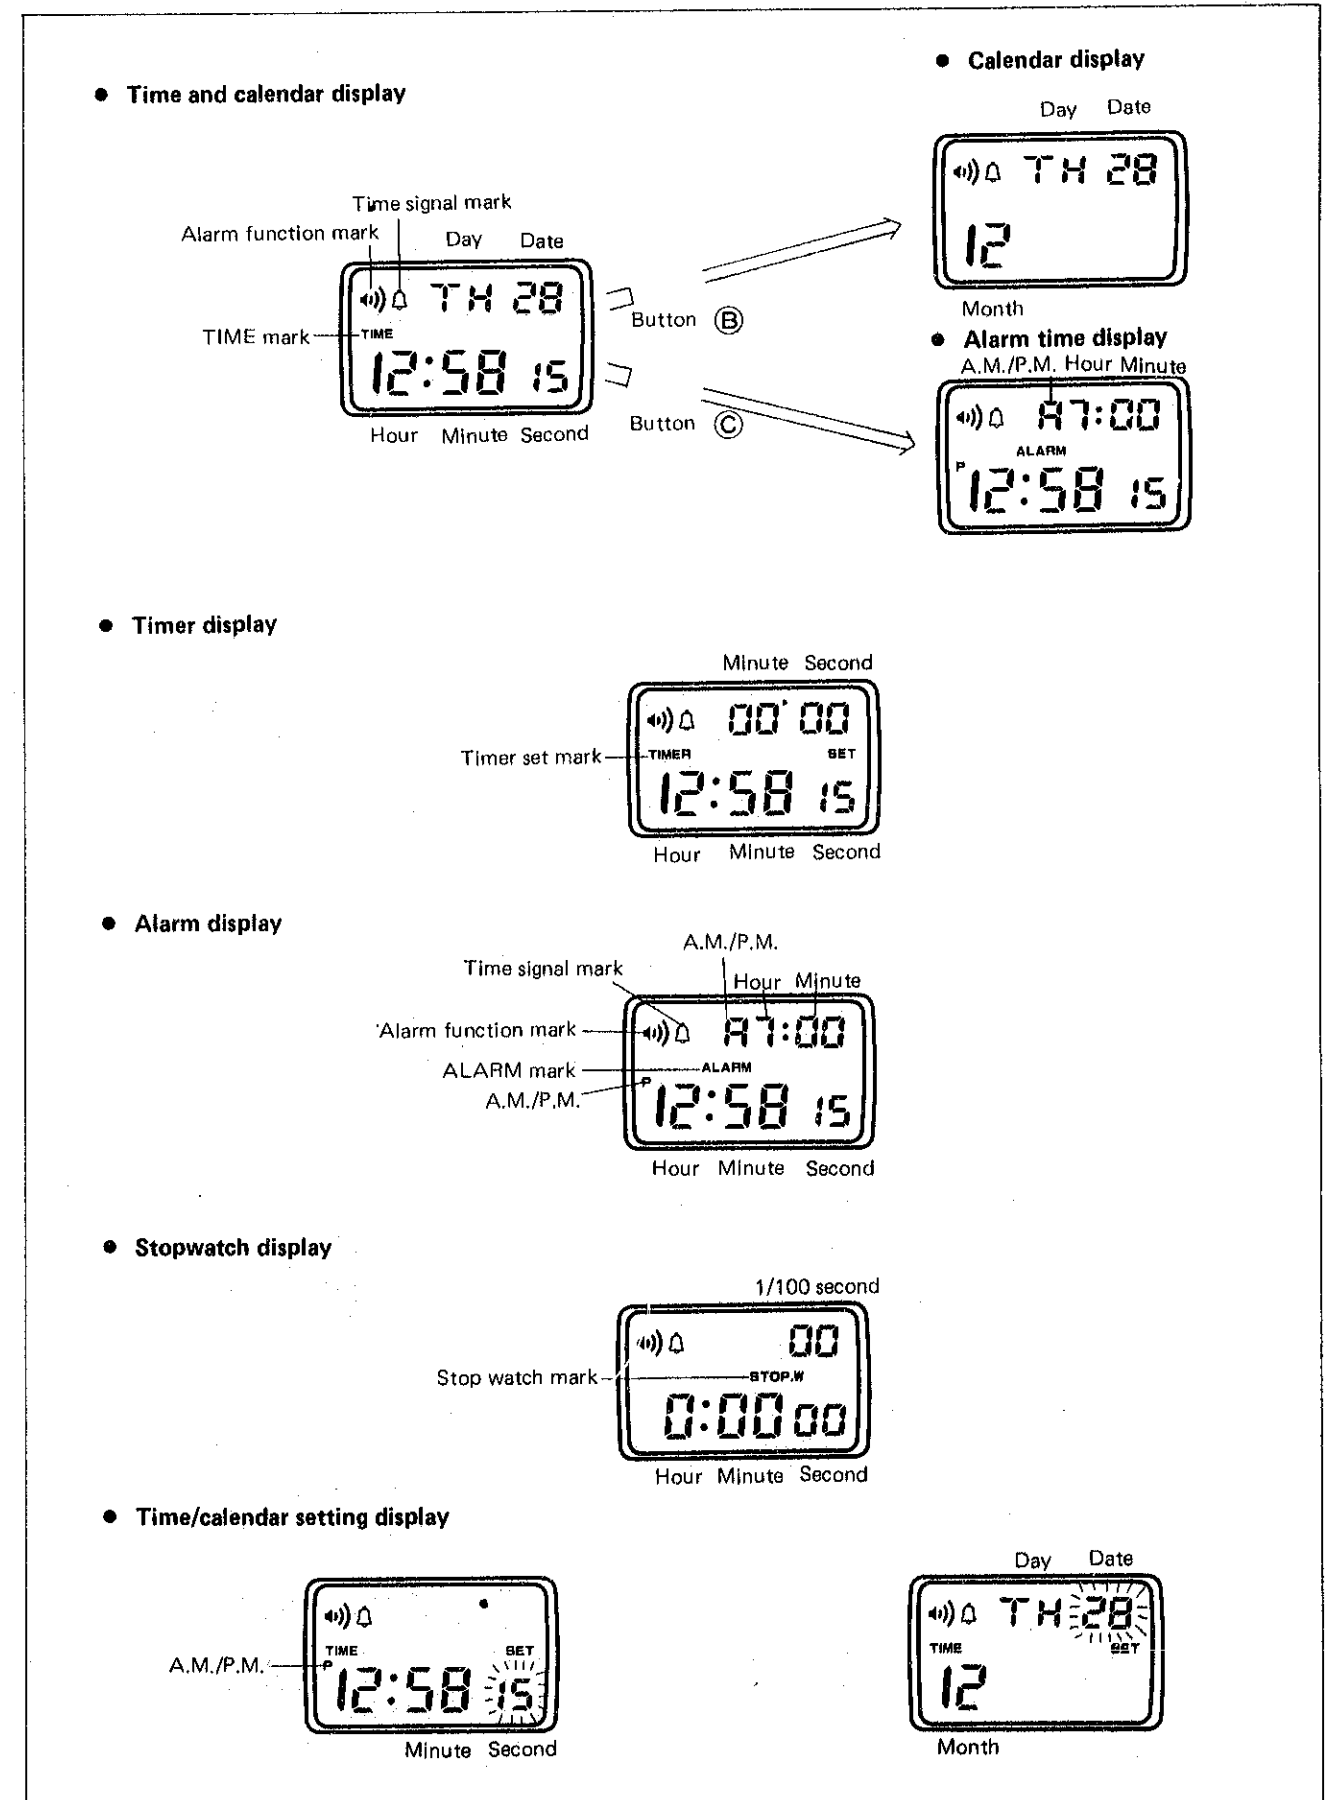 ● Calendar display
● Time and calendar display
Day Date
TH 28
12
Month
Time signal mark
Alarm function mark
Day Date
TH 28
TIME mark
TIME
12:58 15
Hour Minute Second
Button Ⓑ
Button Ⓒ
● Alarm time display
A.M./P.M. Hour Minute
A7:00
ALARM
P
12:58 15
● Timer display
Minute Second
00'00
Timer set mark
TIMER SET
12:58 15
Hour Minute Second
● Alarm display
A.M./P.M.
Time signal mark
Hour Minute
Alarm function mark
A7:00
ALARM mark
ALARM
A.M./P.M.
P
12:58 15
Hour Minute Second
● Stopwatch display
1/100 second
00
Stop watch mark
STOP.W
0:00 00
Hour Minute Second
● Time/calendar setting display
TIME SET
A.M./P.M.
P
12:58 15
Minute Second
Day Date
TH 28
TIME SET
12
Month